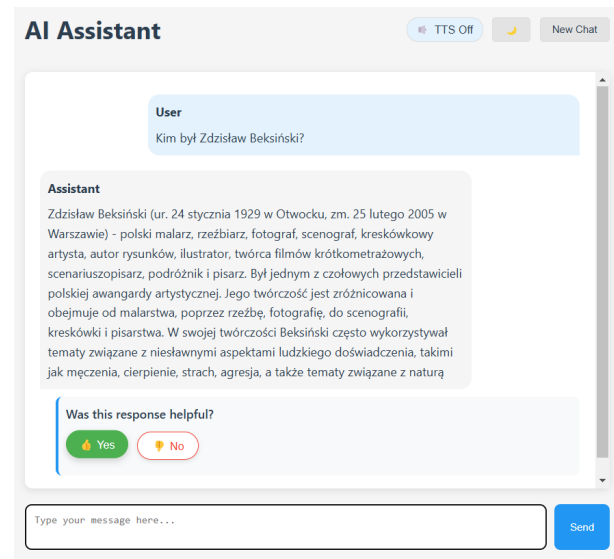 AI Assistant
TTS Off
New Chat
User
Kim był Zdzisław Beksiński?
Assistant
Zdzisław Beksiński (ur. 24 stycznia 1929 w Otwocku, zm. 25 lutego 2005 w
Warszawie) - polski malarz, rzeźbiarz, fotograf, scenograf, kreskówkowy
artysta, autor rysunków, ilustrator, twórca filmów krótkometrażowych,
scenariuszopisarz, podróżnik i pisarz. Był jednym z czołowych przedstawicieli
polskiej awangardy artystycznej. Jego twórczość jest zróżnicowana i
obejmuje od malarstwa, poprzez rzeźbę, fotografię, do scenografii,
kreskówki i pisarstwa. W swojej twórczości Beksiński często wykorzystywał
tematy związane z niesławnymi aspektami ludzkiego doświadczenia, takimi
jak męczenia, cierpienie, strach, agresja, a także tematy związane z naturą
Was this response helpful?
Yes
No
Type your message here...
Send